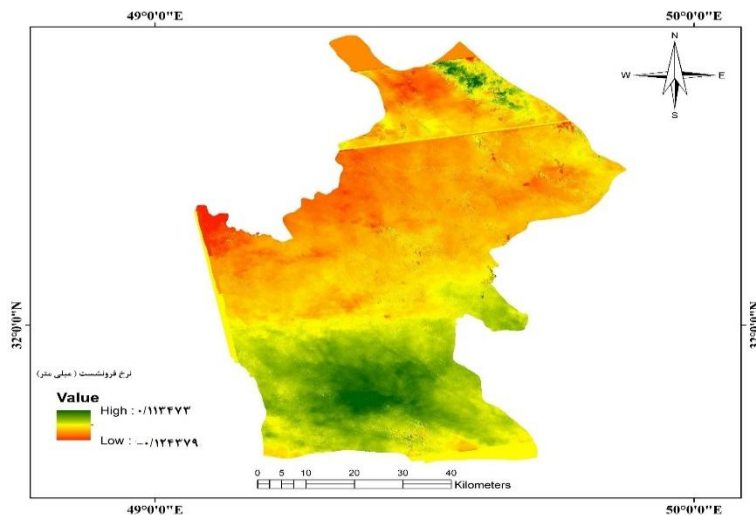 49°0'0"E 50°0'0"E
N
W E
S
32°0'0"N 32°0'0"N
نرخ فرونشست ( میلی متر)
Value
High : ۰/۱۱۳۴۷۳
Low : -۰/۱۲۴۳۷۹
0 5 10 20 30 40
Kilometers
49°0'0"E 50°0'0"E